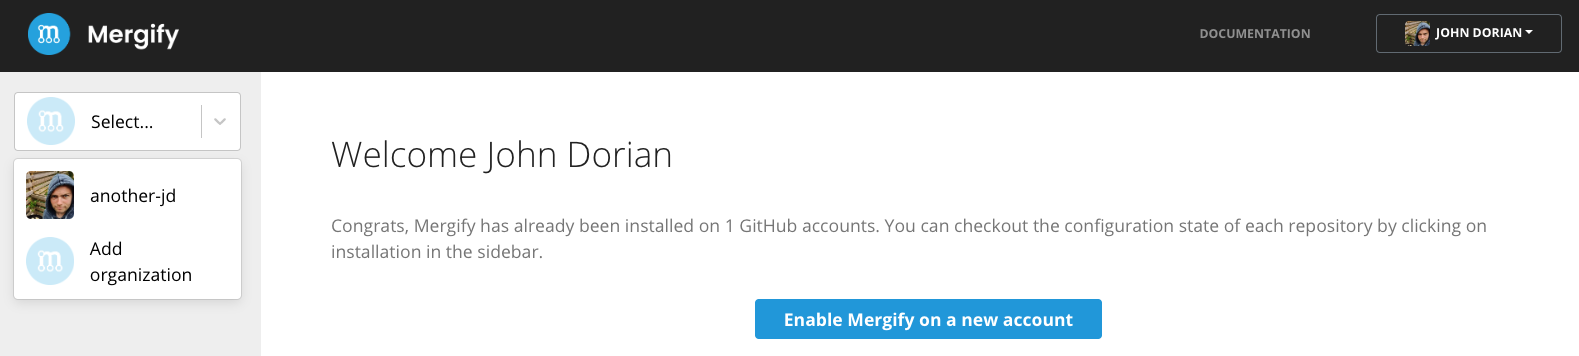 Mergify
DOCUMENTATION
JOHN DORIAN
Select...
another-jd
Add
organization
Welcome John Dorian
Congrats, Mergify has already been installed on 1 GitHub accounts. You can checkout the configuration state of each repository by clicking on
installation in the sidebar.
Enable Mergify on a new account